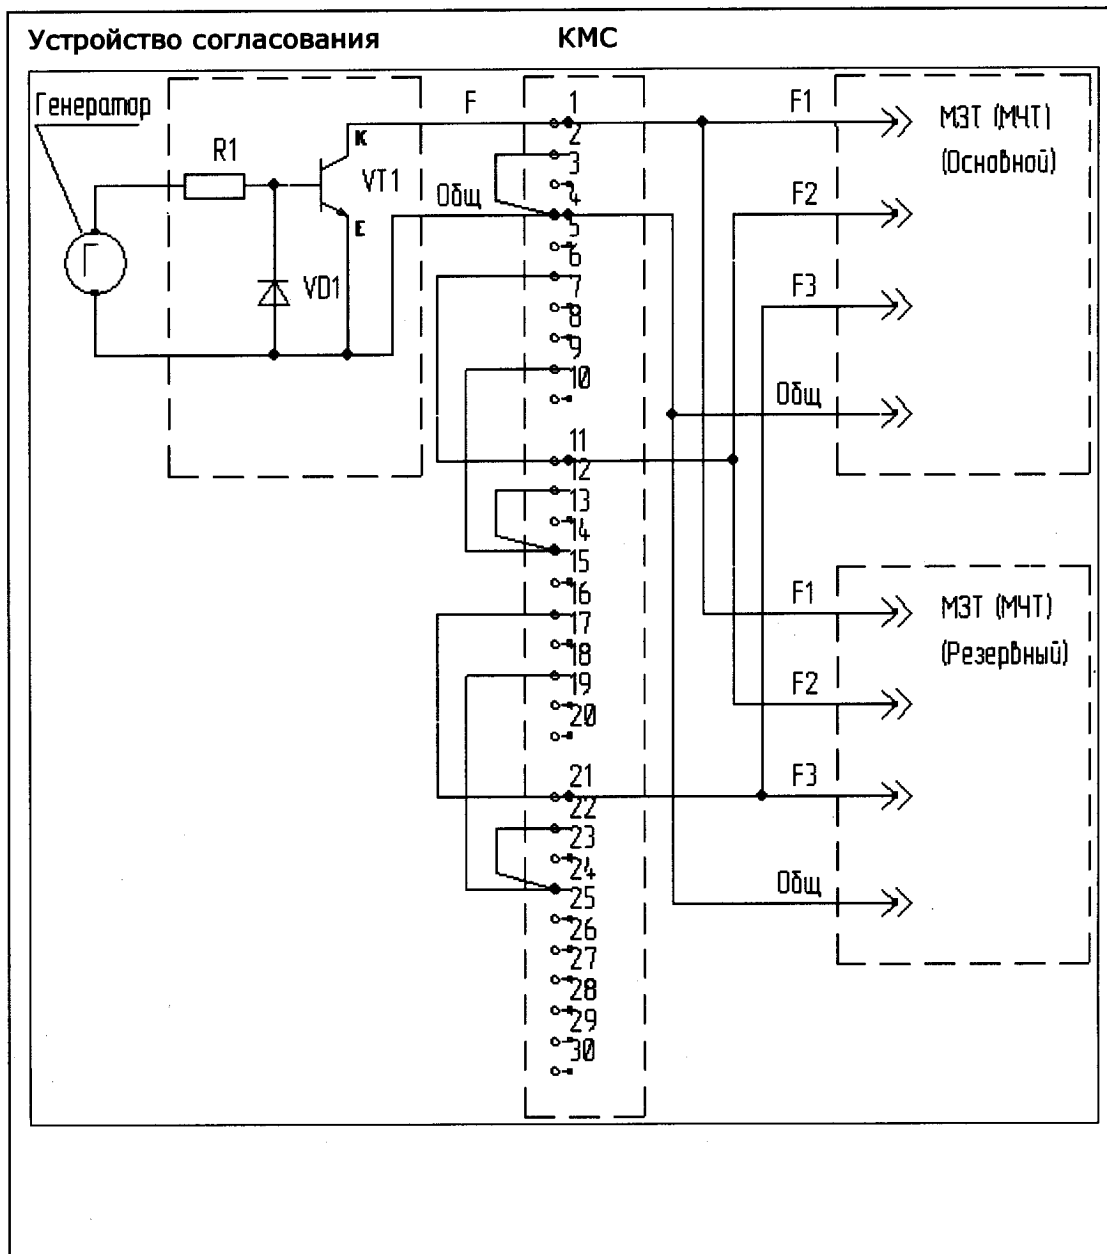 Устройство согласования
КМС
Генератор
Г
R1
VD1
VT1
К
Е
F
Общ
1
2
3
4
5
6
7
8
9
10
11
12
13
14
15
16
17
18
19
20
21
22
23
24
25
26
27
28
29
30
F1
F2
F3
Общ
МЗТ (МЧТ)
(Основной)
F1
F2
F3
Общ
МЗТ (МЧТ)
(Резервный)